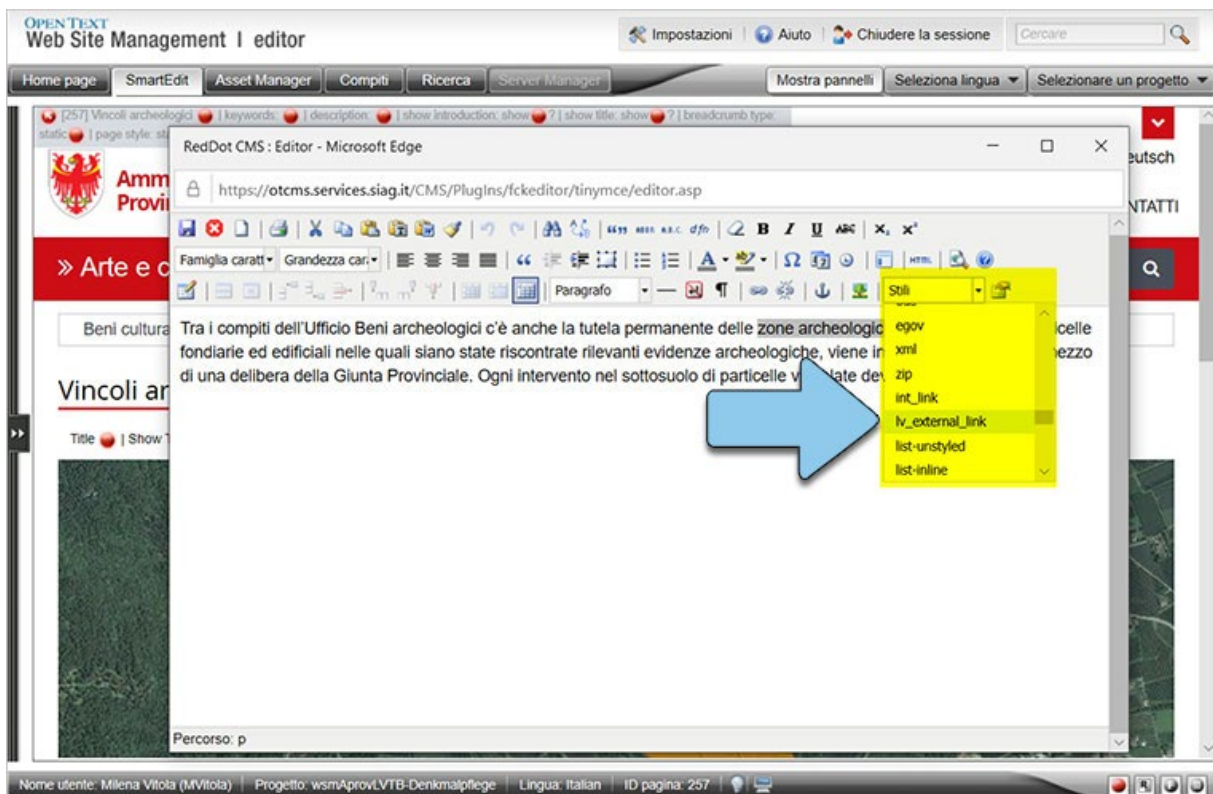 OPEN TEXT
Web Site Management | editor
Impostazioni | Aiuto | Chiudere la sessione
Cercare
Home page SmartEdit Asset Manager Compiti Ricerca Server Manager Mostra pannelli Seleziona lingua Selezionare un progetto
[257] Vincoli archeologici | keywords: | description: | show introduction: show ? | show title: show ? | breadcrumb type:
static | page style:
RedDot CMS : Editor - Microsoft Edge
eutsch
https://otcms.services.siag.it/CMS/PlugIns/fckeditor/tinymce/editor.asp
Amm
Provi
NTATTI
Famiglia caratt Grandezza car.
» Arte e c
HTML
Paragrafo
Stili
Beni cultura
Tra i compiti dell'Ufficio Beni archeologici c'è anche la tutela permanente delle zone archeologic icelle
fondiarie ed edificiali nelle quali siano state riscontrate rilevanti evidenze archeologiche, viene in nezzo
di una delibera della Giunta Provinciale. Ogni intervento nel sottosuolo di particelle v late dev
egov
xml
zip
int_link
lv_external_link
list-unstyled
list-inline
Vincoli ar
Title | Show T
Percorso: p
Nome utente: Milena Vitola (MVitola) | Progetto: wsmAprovLVTB-Denkmalpflege | Lingua: Italian | ID pagina: 257